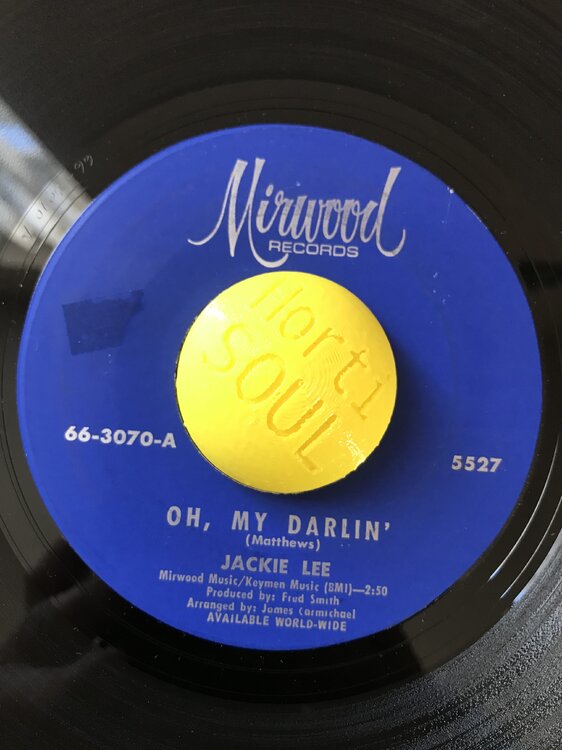 Mirwood
RECORDS
Horti
SOUL
66-3070-A
5527
OH, MY DARLIN'
(Matthews)
JACKIE LEE
Mirwood Music/Keymen Music (BMI)—2:50
Produced by: Fred Smith
Arranged by: James Carmichael
AVAILABLE WORLD-WIDE